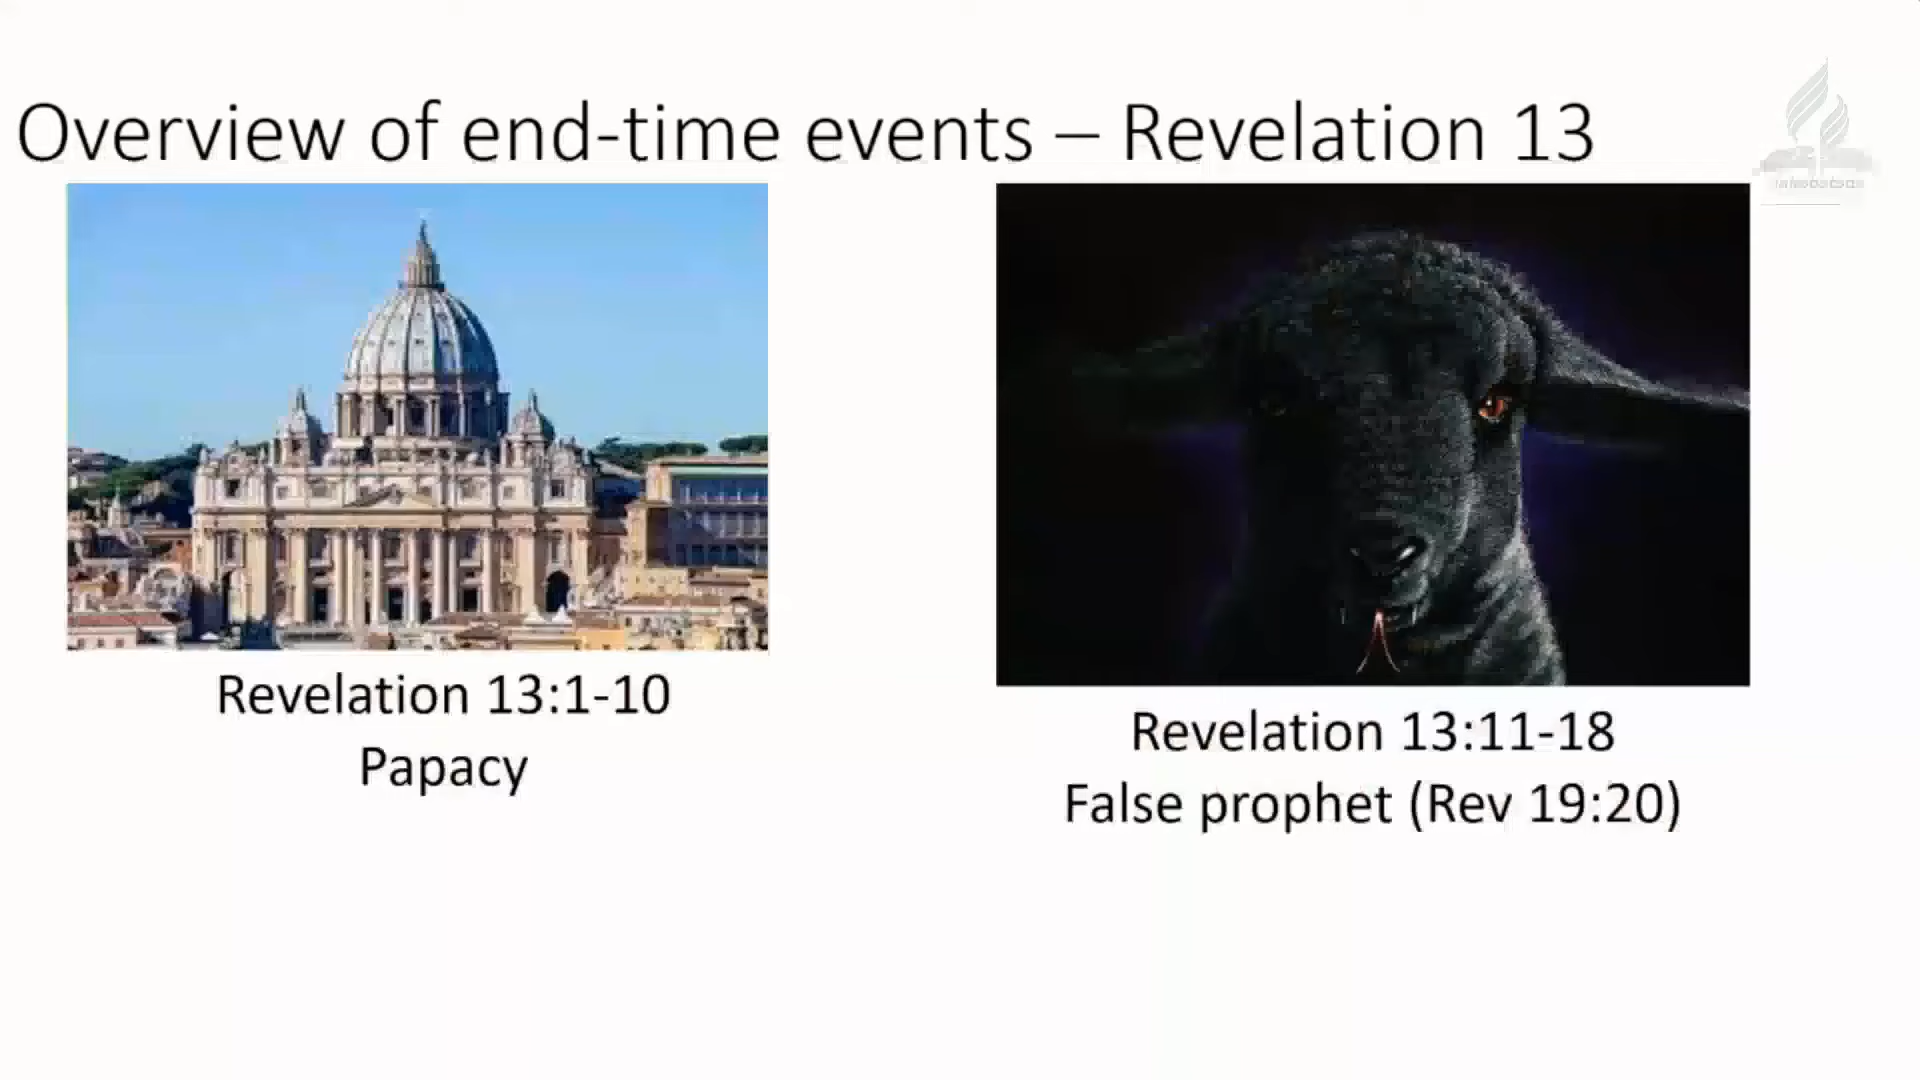 Overview of end-time events – Revelation 13
Revelation 13:1-10
Papacy
Revelation 13:11-18
False prophet (Rev 19:20)